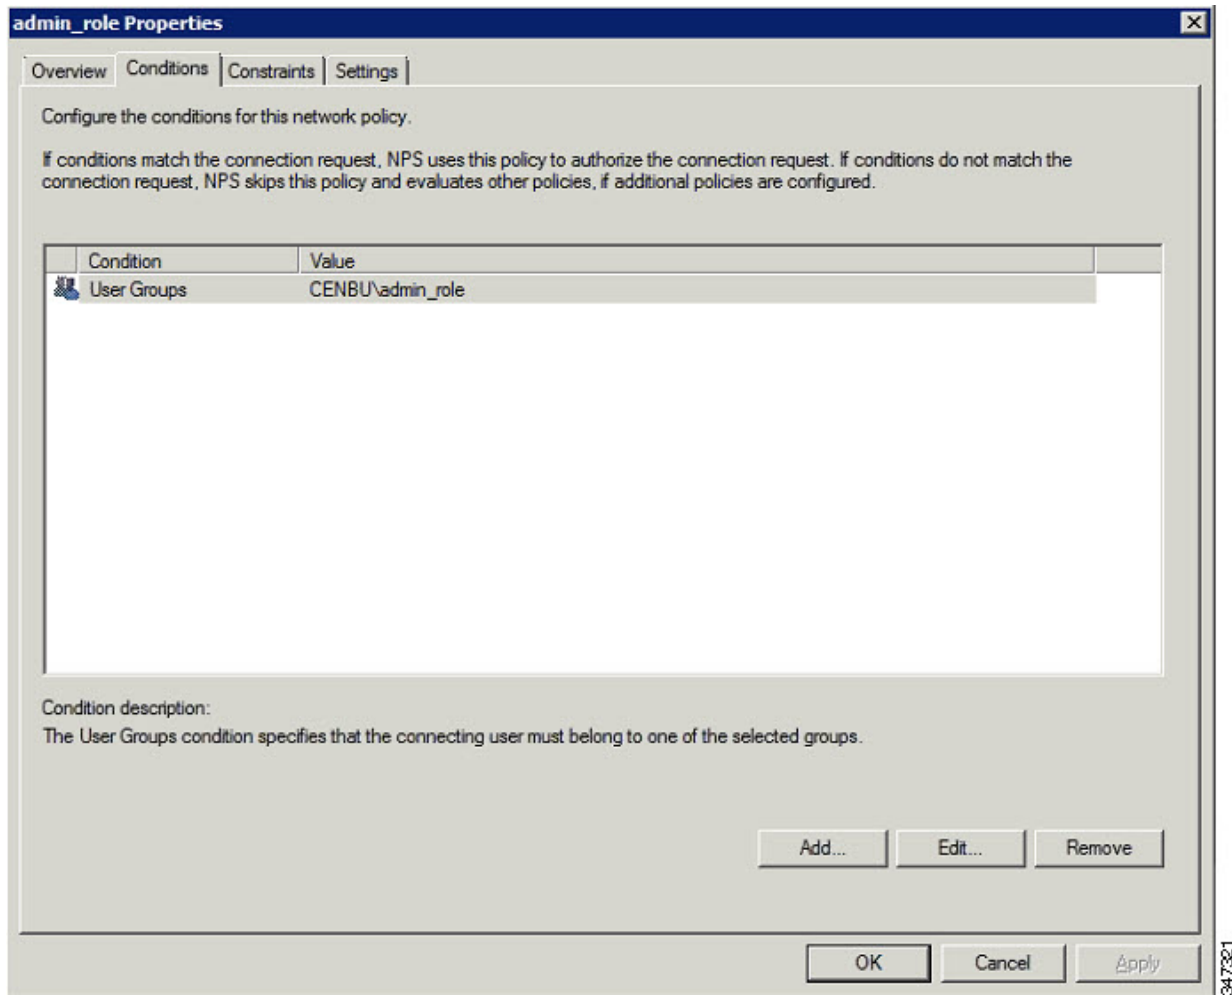 admin_role Properties
Overview Conditions Constraints Settings
Configure the conditions for this network policy.
If conditions match the connection request, NPS uses this policy to authorize the connection request. If conditions do not match the
connection request, NPS skips this policy and evaluates other policies, if additional policies are configured.
Condition Value
User Groups CENBU\admin_role
Condition description:
The User Groups condition specifies that the connecting user must belong to one of the selected groups.
Add... Edit... Remove
OK Cancel Apply
347321